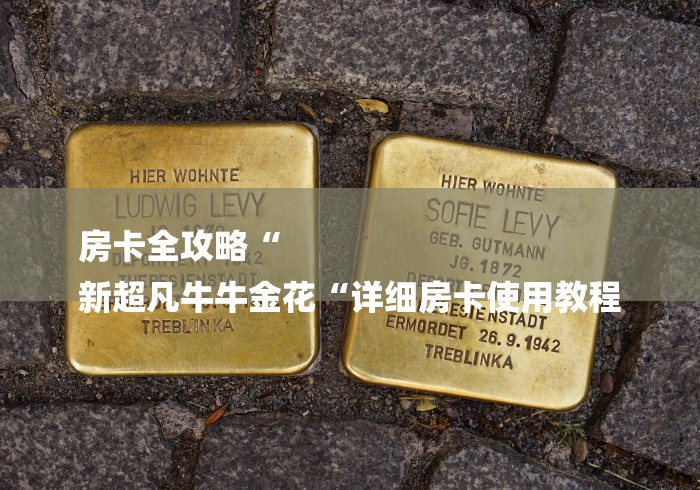 HIER WOHNTE
LUDWIG LEVY
THERESIENSTADT
TREBLINKA
HIER WOHNTE
SOFIE LEVY
GEB. GUTMANN
JG. 1872
THERESIENSTADT
ERMORDET 26.9.1942
TREBLINKA
房卡全攻略“
新超凡牛牛金花“详细房卡使用教程